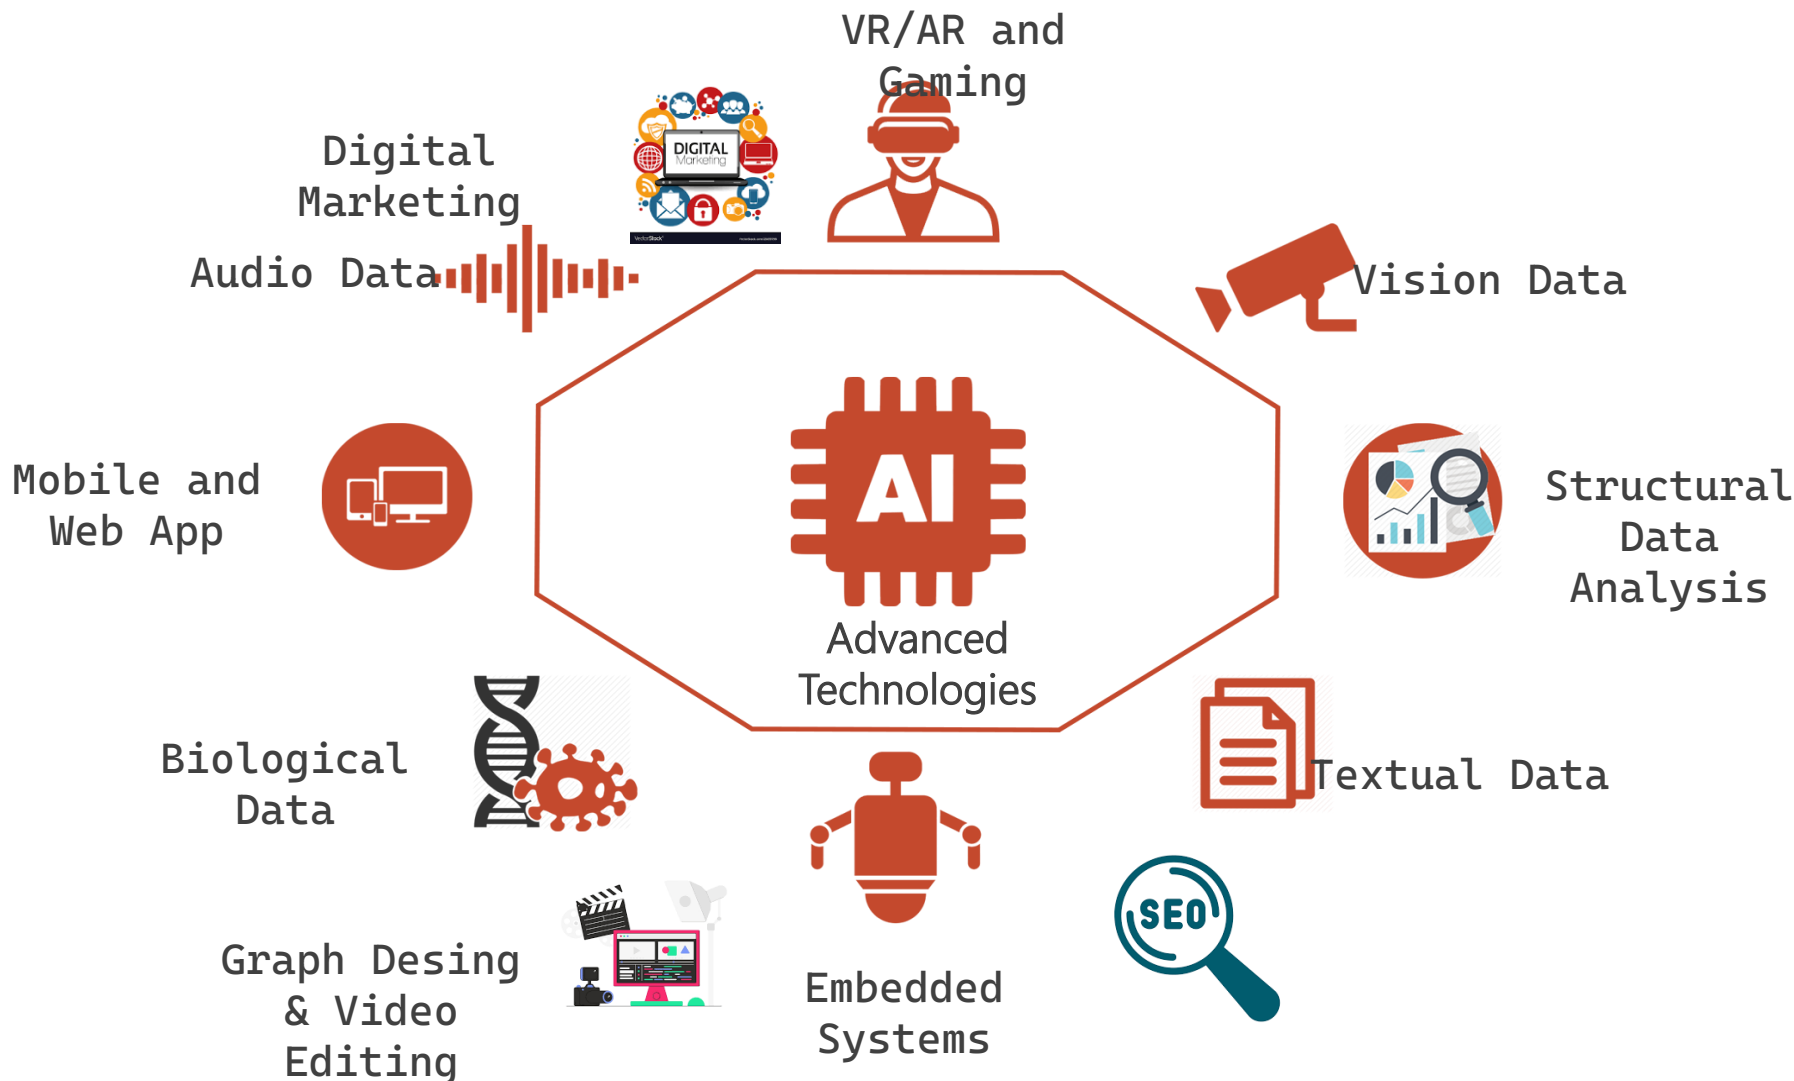 VR/AR and
Gaming
DIGITAL
Marketing
Digital
Marketing
VectorStock
Audio Data
Vision Data
AI
Mobile and
Web App
Structural
Data
Analysis
Advanced
Technologies
Biological
Data
Textual Data
SEO
Graph Desing
& Video
Editing
Embedded
Systems